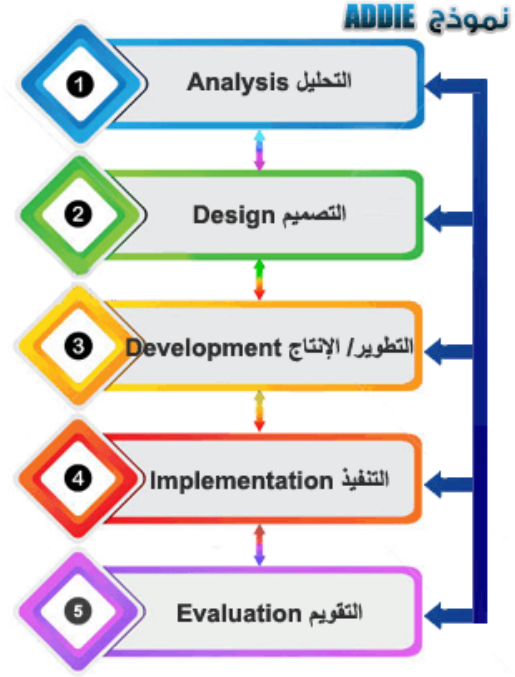 نموذج ADDIE
1
التحليل Analysis
2
التصميم Design
3
التطوير/ الإنتاج Development
4
التنفيذ Implementation
5
التقويم Evaluation